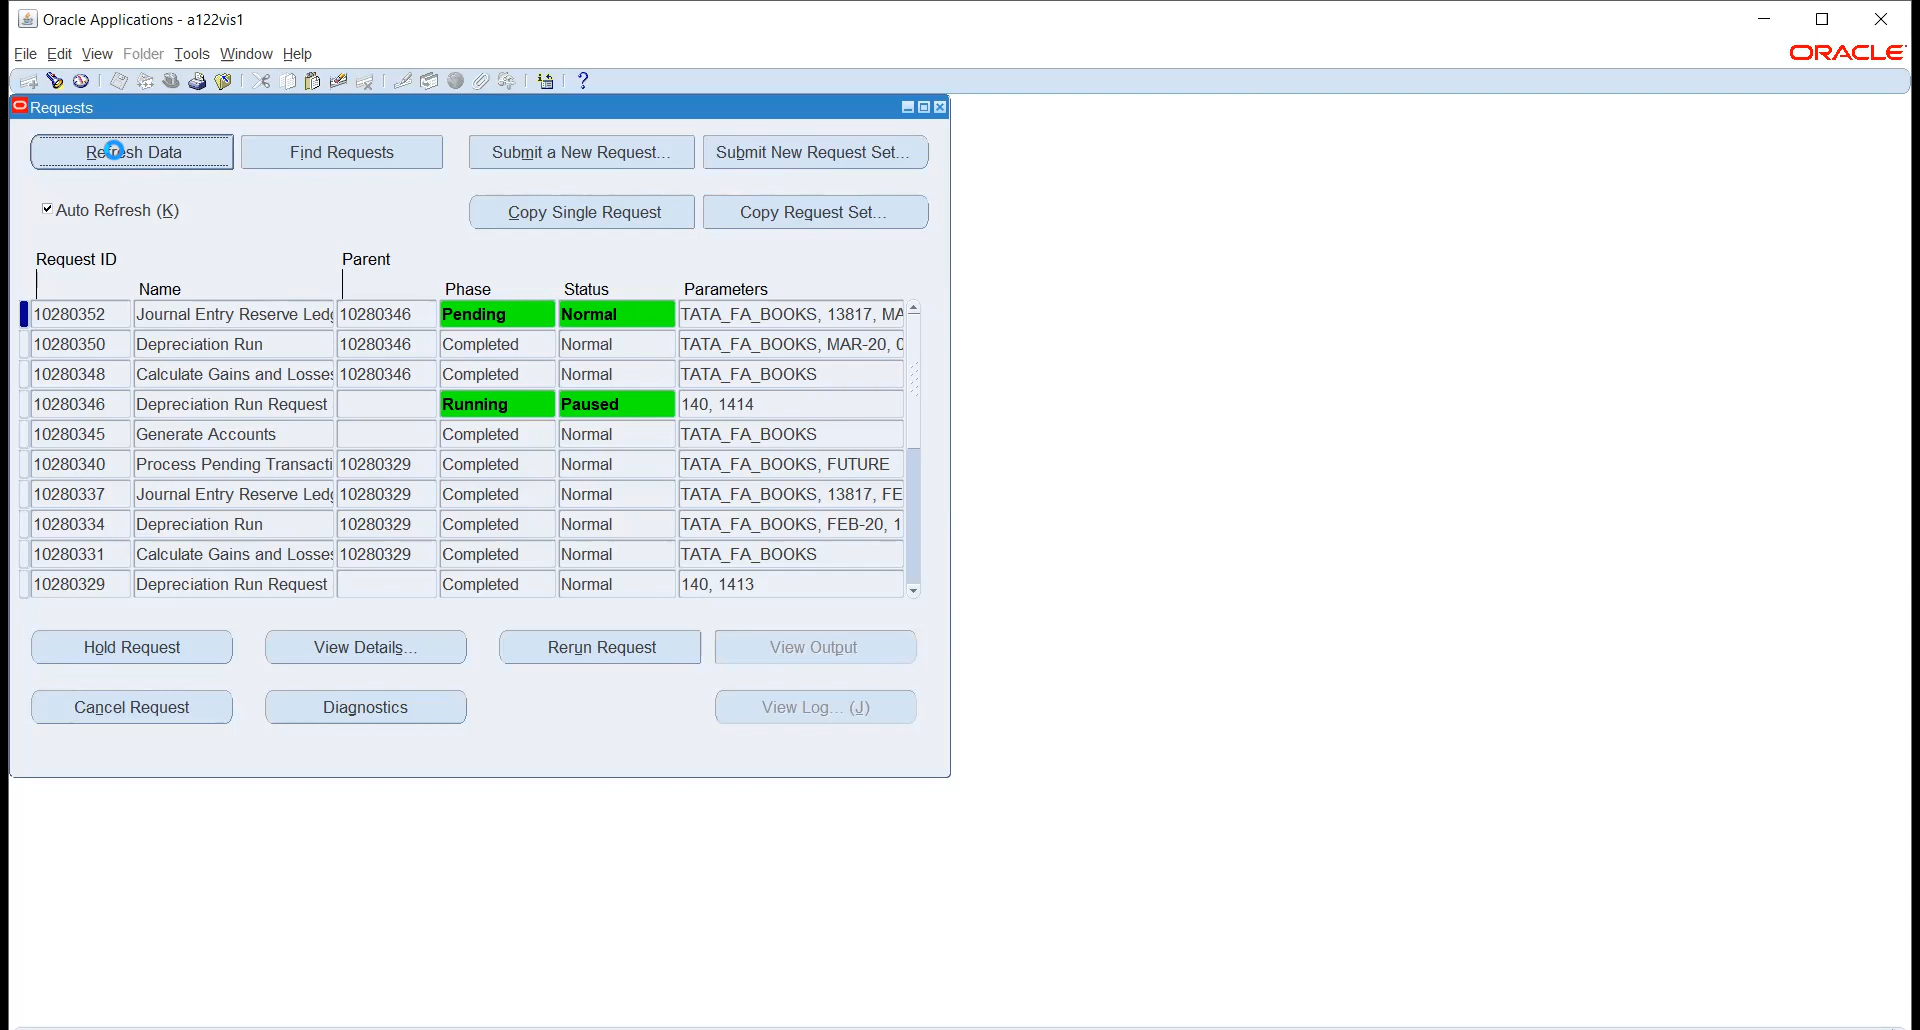 Oracle Applications - a122vis1
File Edit View Folder Tools Window Help
ORACLE
Requests
Refresh Data Find Requests Submit a New Request... Submit New Request Set...
Auto Refresh (K) Copy Single Request Copy Request Set...
Request ID Parent
Name Phase Status Parameters
10280352 Journal Entry Reserve Led 10280346 Pending Normal TATA_FA_BOOKS, 13817, MA
10280350 Depreciation Run 10280346 Completed Normal TATA_FA_BOOKS, MAR-20, 0
10280348 Calculate Gains and Losses 10280346 Completed Normal TATA_FA_BOOKS
10280346 Depreciation Run Request Running Paused 140, 1414
10280345 Generate Accounts Completed Normal TATA_FA_BOOKS
10280340 Process Pending Transacti 10280329 Completed Normal TATA_FA_BOOKS, FUTURE
10280337 Journal Entry Reserve Led 10280329 Completed Normal TATA_FA_BOOKS, 13817, FE
10280334 Depreciation Run 10280329 Completed Normal TATA_FA_BOOKS, FEB-20, 1
10280331 Calculate Gains and Losses 10280329 Completed Normal TATA_FA_BOOKS
10280329 Depreciation Run Request Completed Normal 140, 1413
Hold Request View Details... Rerun Request View Output
Cancel Request Diagnostics View Log... (J)